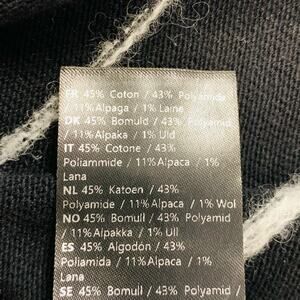 FR 45% Coton / 43% Polyamide
/ 11%Alpaga / 1% Laine
DK 45% Bomuld / 43% Polyamid
/ 11%Alpaka / 1% Uld
IT 45% Cotone / 43%
Poliammide / 11%Alpaca / 1%
Lana
NL 45% Katoen / 43%
Polyamide / 11%Alpaca / 1% Wol
NO 45% Bomull / 43% Polyamid
/ 11%Alpakka / 1% Ull
ES 45% Algodón / 43%
Poliamida / 11%Alpaca / 1%
Lana
SE 45% Bomull / 43% Polyamid